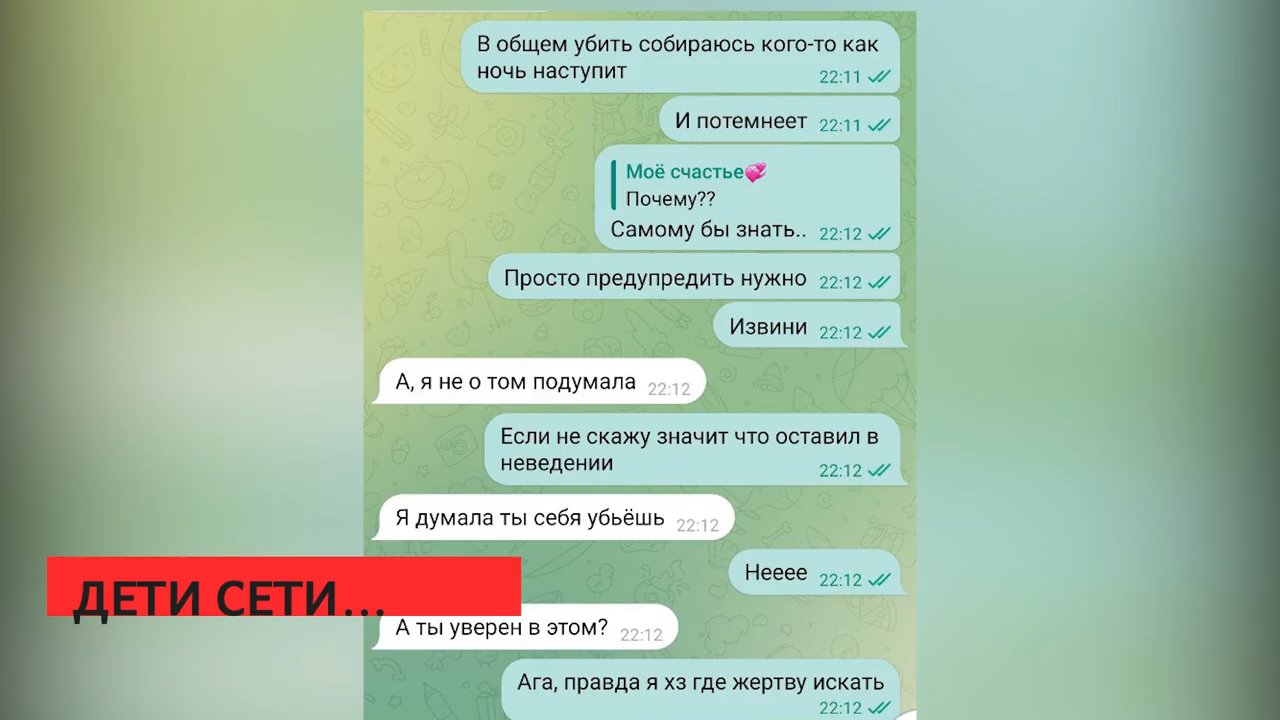 В общем убить собираюсь кого-то как
ночь наступит
22:11
И потемнеет 22:11
Моё счастье💞
Почему??
Самому бы знать.. 22:12
Просто предупредить нужно 22:12
Извини 22:12
А, я не о том подумала 22:12
Если не скажу значит что оставил в
неведении
22:12
Я думала ты себя убьёшь 22:12
Нееее 22:12
ДЕТИ СЕТИ...
А ты уверен в этом? 22:12
Ага, правда я хз где жертву искать
22:12